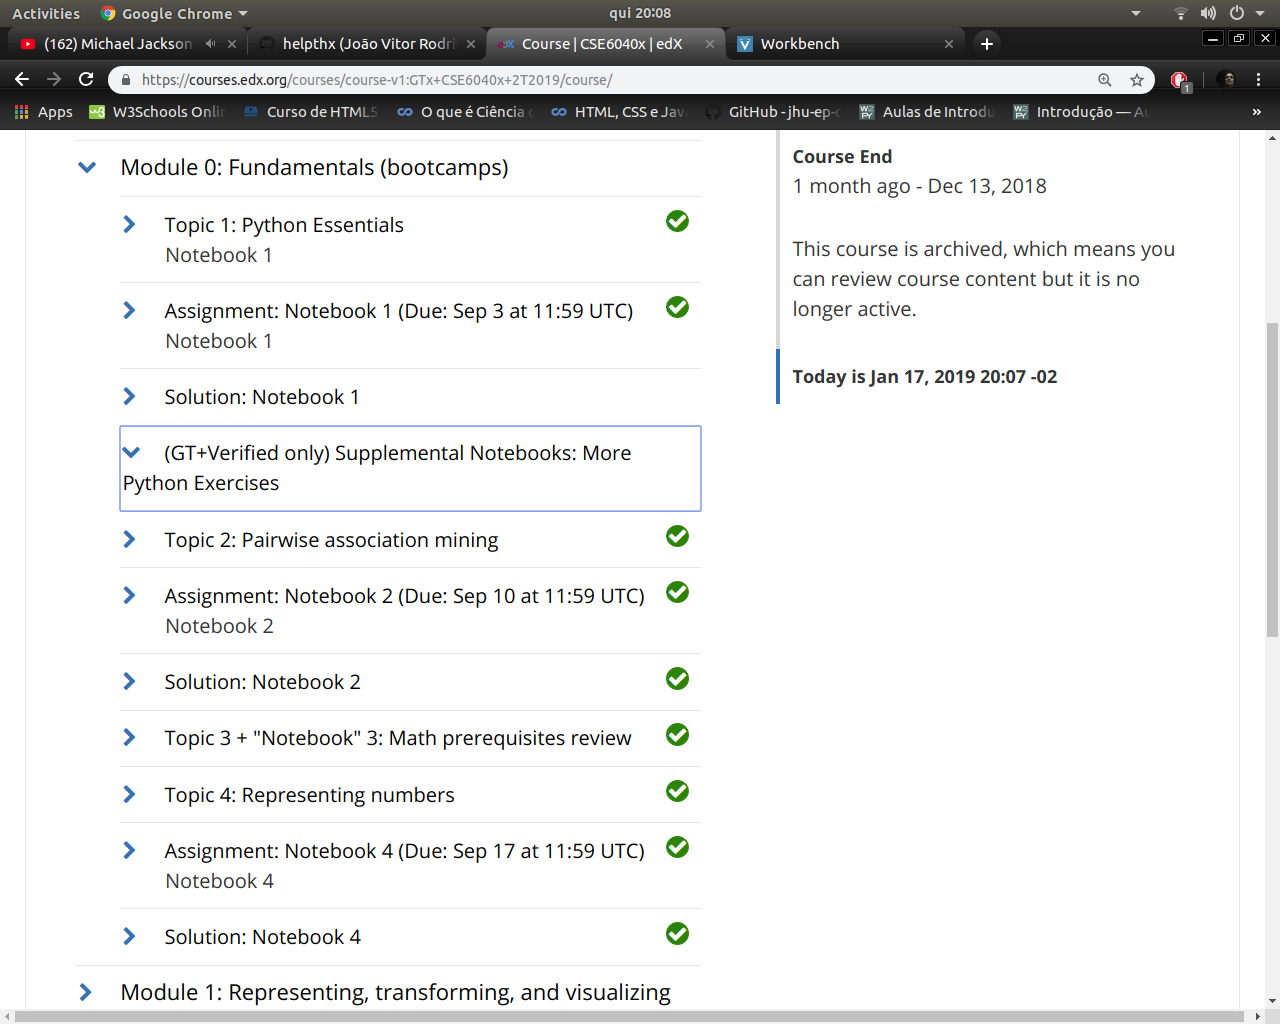 Activities
Google Chrome
qui 20:08
(162) Michael Jackson
helpthx (João Vitor Rodri
Course | CSE6040x | edX
Workbench
https://courses.edx.org/courses/course-v1:GTx+CSE6040x+2T2019/course/
1
Apps
W3Schools Onlin
Curso de HTML5
O que é Ciência
HTML, CSS e Jav
GitHub - jhu-ep-c
Aulas de Introdu
Introdução — Au
»
Module 0: Fundamentals (bootcamps)
Topic 1: Python Essentials
Notebook 1
Assignment: Notebook 1 (Due: Sep 3 at 11:59 UTC)
Notebook 1
Solution: Notebook 1
(GT+Verified only) Supplemental Notebooks: More
Python Exercises
Topic 2: Pairwise association mining
Assignment: Notebook 2 (Due: Sep 10 at 11:59 UTC)
Notebook 2
Solution: Notebook 2
Topic 3 + "Notebook" 3: Math prerequisites review
Topic 4: Representing numbers
Assignment: Notebook 4 (Due: Sep 17 at 11:59 UTC)
Notebook 4
Solution: Notebook 4
Module 1: Representing, transforming, and visualizing
Course End
1 month ago - Dec 13, 2018
This course is archived, which means you
can review course content but it is no
longer active.
Today is Jan 17, 2019 20:07 -02